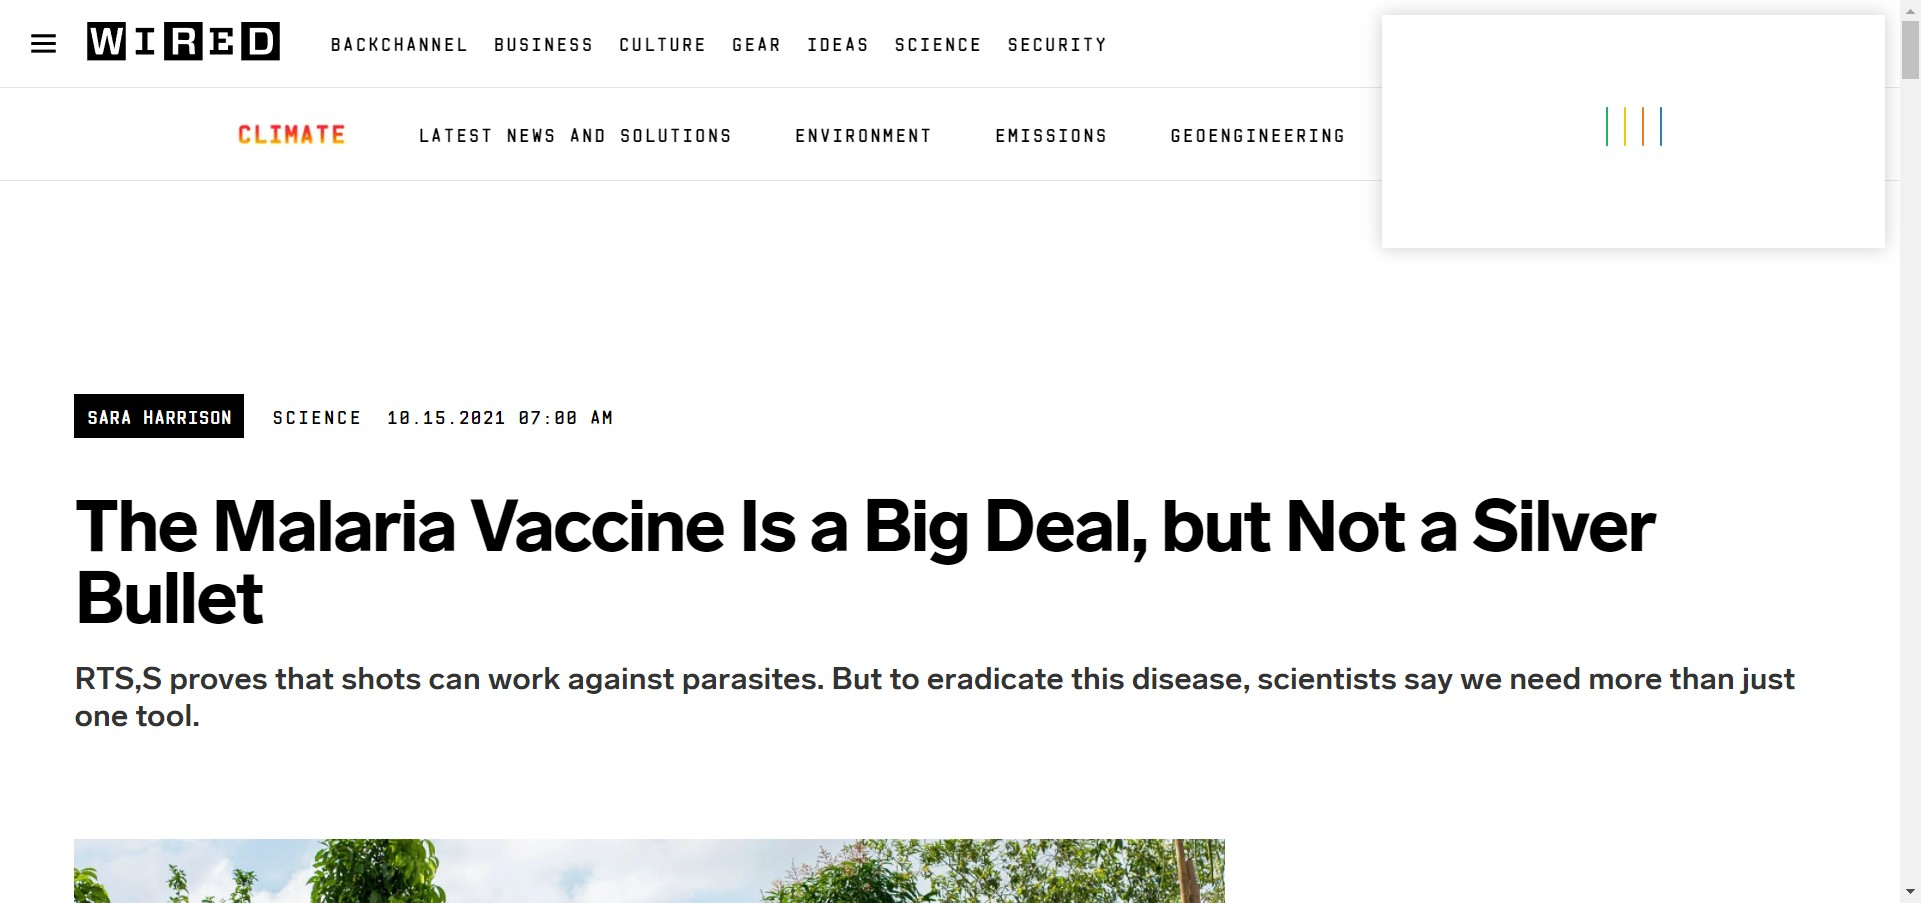 WIRED
BACKCHANNEL BUSINESS CULTURE GEAR IDEAS SCIENCE SECURITY
CLIMATE LATEST NEWS AND SOLUTIONS ENVIRONMENT EMISSIONS GEOENGINEERING
SARA HARRISON SCIENCE 10.15.2021 07:00 AM
The Malaria Vaccine Is a Big Deal, but Not a Silver
Bullet
RTS,S proves that shots can work against parasites. But to eradicate this disease, scientists say we need more than just
one tool.